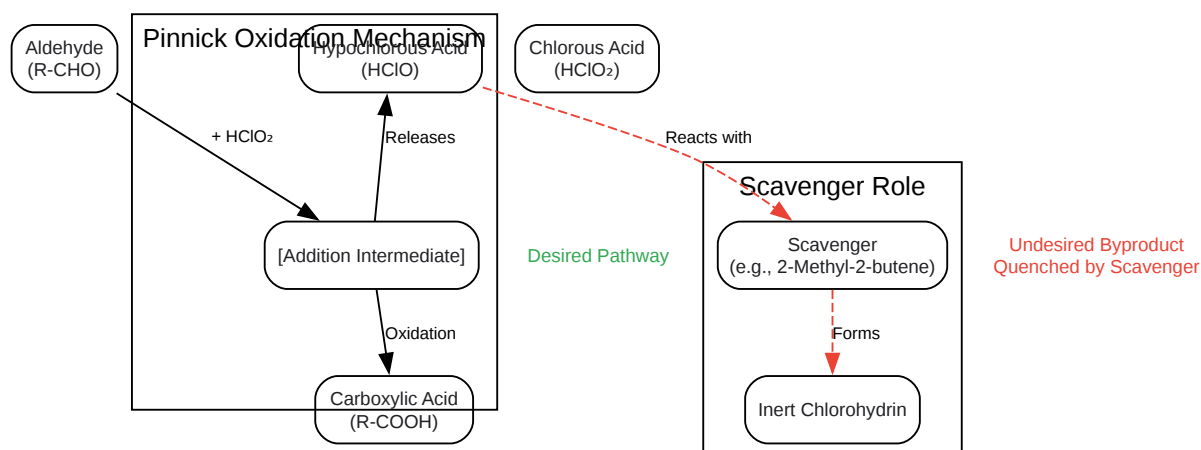 Pinnick Oxidation Mechanism
Aldehyde
(R-CHO)
Hypochlorous Acid
(HClO)
Chlorous Acid
(HClO₂)
+ HClO₂
Releases
Reacts with
Scavenger Role
[Addition Intermediate]
Desired Pathway
Scavenger
(e.g., 2-Methyl-2-butene)
Undesired Byproduct
Quenched by Scavenger
Oxidation
Forms
Carboxylic Acid
(R-COOH)
Inert Chlorohydrin